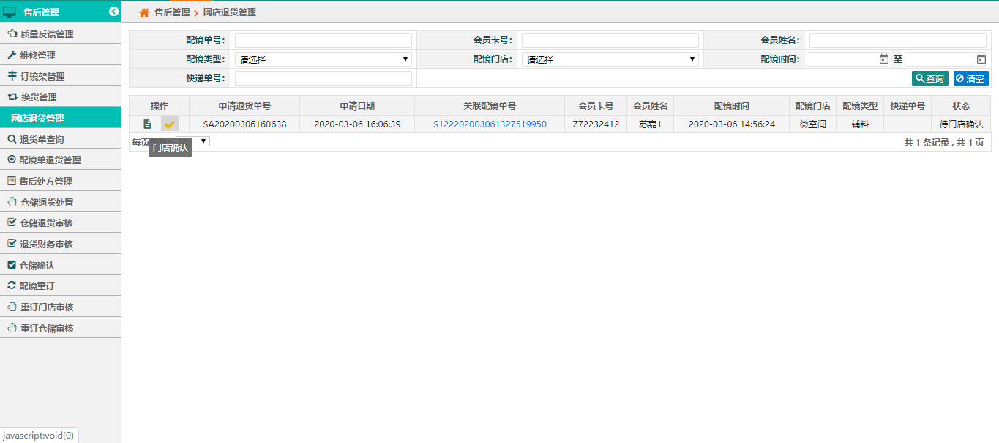 售后管理
售后管理 > 网店退货管理
质量反馈管理
维修管理
订镜架管理
换货管理
网店退货管理
退货单查询
配镜单退货管理
售后处方管理
仓储退货处置
仓储退货审核
退货财务审核
仓储确认
配镜重订
重订门店审核
重订仓储审核
配镜单号： 会员卡号： 会员姓名：
配镜类型： 请选择 配镜门店： 请选择 配镜时间： 至
快递单号： 查询 清空
操作 申请退货单号 申请日期 关联配镜单号 会员卡号 会员姓名 配镜时间 配镜门店 配镜类型 快递单号 状态
SA20200306160638 2020-03-06 16:06:39 S122202003061327519950 Z72232412 苏嘉1 2020-03-06 14:56:24 微空间 辅料 待门店确认
每页 共 1 条记录 , 共 1 页
门店确认
javascript:void(0)